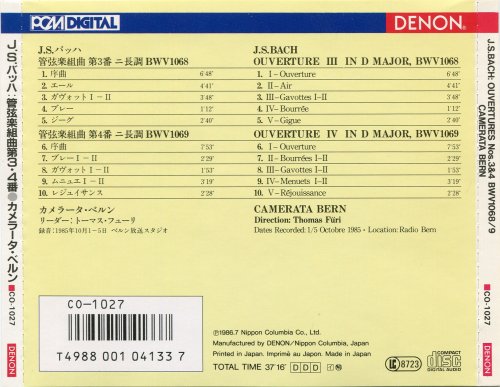 PCM DIGITAL
DENON.
J.S.バッハ
管弦楽組曲 第3番 ニ長調 BWV1068
1. 序曲 6′48″
2. エール 4′41″
3. ガヴォットⅠ－Ⅱ 3′48″
4. ブレー 1′12″
5. ジーグ 2′40″
管弦楽組曲 第4番 ニ長調 BWV1069
6. 序曲 7′53″
7. ブレーⅠ－Ⅱ 2′29″
8. ガヴォットⅠ－Ⅱ 1′51″
9. ムニュエⅠ－Ⅱ 3′19″
10. レジュイサンス 2′28″
カメラータ・ベルン
リーダー：トーマス・フューリ
録音：1985年10月1－5日 ベルン放送スタジオ
J.S.BACH
OUVERTURE III IN D MAJOR, BWV1068
1. I－Ouverture 6′48″
2. II－Air 4′41″
3. III－Gavottes I–II 3′48″
4. IV－Bourrée 1′12″
5. V－Gigue 2′40″
OUVERTURE IV IN D MAJOR, BWV1069
6. I－Ouverture 7′53″
7. II－Bourrées I–II 2′29″
8. III－Gavottes I–II 1′51″
9. IV－Menuets I–II 3′19″
10. V－Réjouissance 2′28″
CAMERATA BERN
Direction: Thomas Füri
Dates Recorded: 1/5 Octobre 1985・Location: Radio Bern
CO-1027
T4988 001 04133 7
Ⓟ1986.7 Nippon Columbia Co., Ltd.
Manufactured by DENON/Nippon Columbia, Japan
Printed in Japan. Imprimé au Japon. Made in Japan.
TOTAL TIME 37′16″ D D D
8723
COMPACT disc DIGITAL AUDIO
J.S.バッハ：管弦楽組曲第3・4番●カメラータ・ベルン
CO-1027
DENON
J.S.BACH: OUVERTURES Nos.3&4 BWV1068/9
CAMERATA BERN
CO-1027
DENON